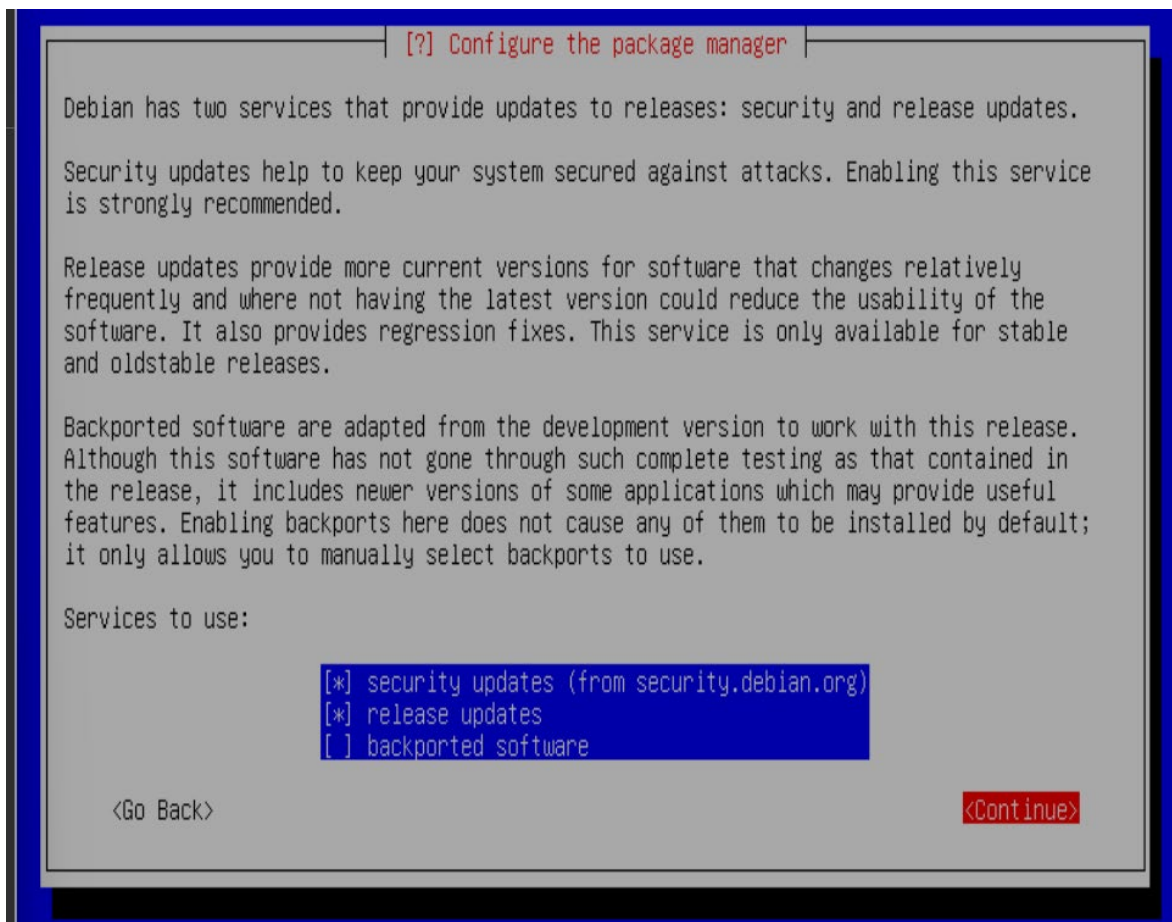 [?] Configure the package manager
Debian has two services that provide updates to releases: security and release updates.
Security updates help to keep your system secured against attacks. Enabling this service
is strongly recommended.
Release updates provide more current versions for software that changes relatively
frequently and where not having the latest version could reduce the usability of the
software. It also provides regression fixes. This service is only available for stable
and oldstable releases.
Backported software are adapted from the development version to work with this release.
Although this software has not gone through such complete testing as that contained in
the release, it includes newer versions of some applications which may provide useful
features. Enabling backports here does not cause any of them to be installed by default;
it only allows you to manually select backports to use.
Services to use:
[*] security updates (from security.debian.org)
[*] release updates
[ ] backported software
<Go Back> <Continue>